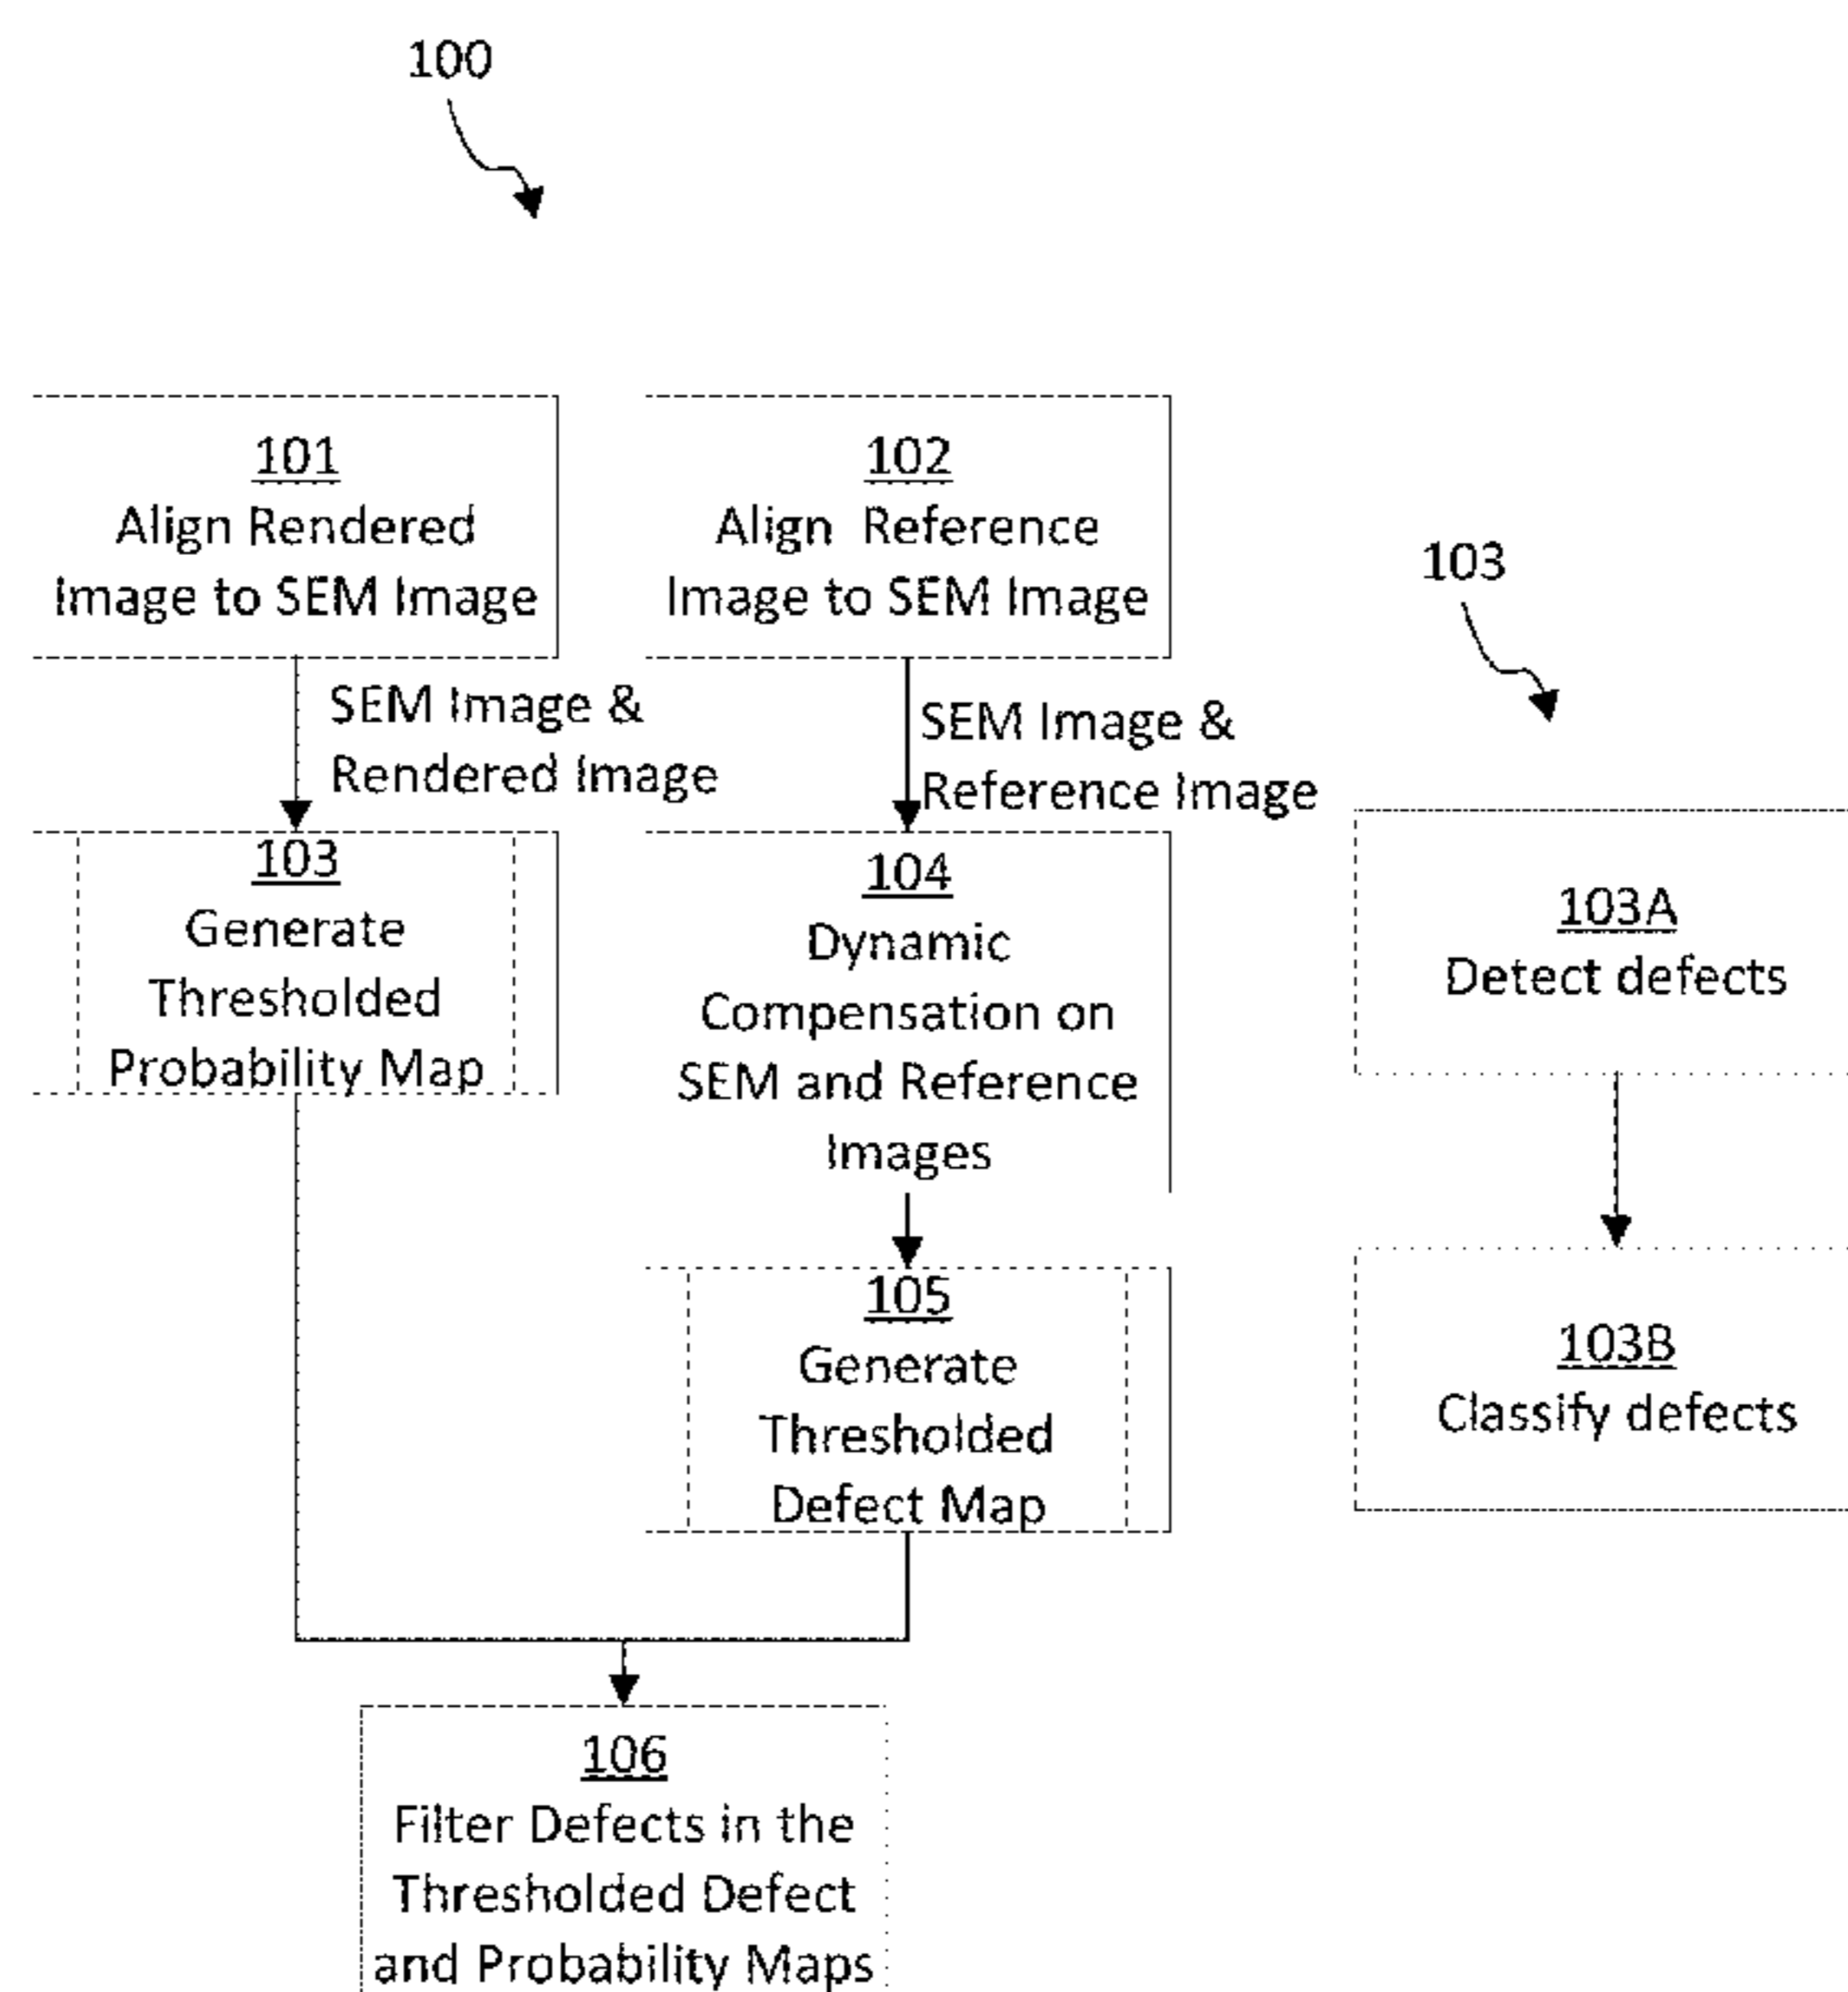 100
101
Align Rendered
Image to SEM Image
102
Align Reference
Image to SEM Image
SEM Image &
Rendered Image
SEM Image &
Reference Image
103
Generate
Thresholded
Probability Map
104
Dynamic
Compensation on
SEM and Reference
Images
105
Generate
Thresholded
Defect Map
106
Filter Defects in the
Thresholded Defect
and Probability Maps
103
103A
Detect defects
103B
Classify defects